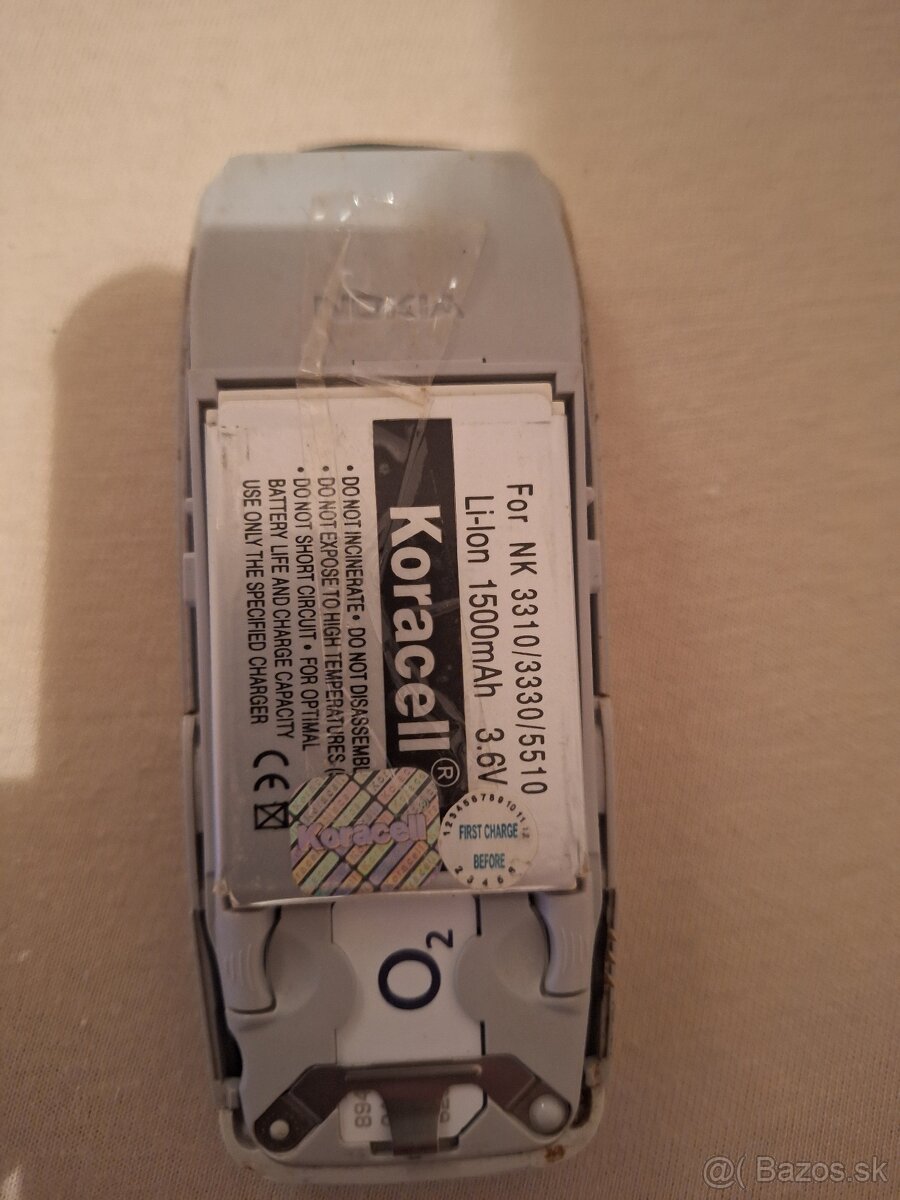 NOKIA
For NK 3310/3330/5510
Li-Ion 1500mAh 3.6V
Koracell®
• DO NOT INCINERATE • DO NOT DISASSEMBL
• DO NOT EXPOSE TO HIGH TEMPERATURES (
• DO NOT SHORT CIRCUIT • FOR OPTIMAL
BATTERY LIFE AND CHARGE CAPACITY
USE ONLY THE SPECIFIED CHARGER
CE
Koracell
FIRST CHARGE
BEFORE
O2
@( Bazos.sk